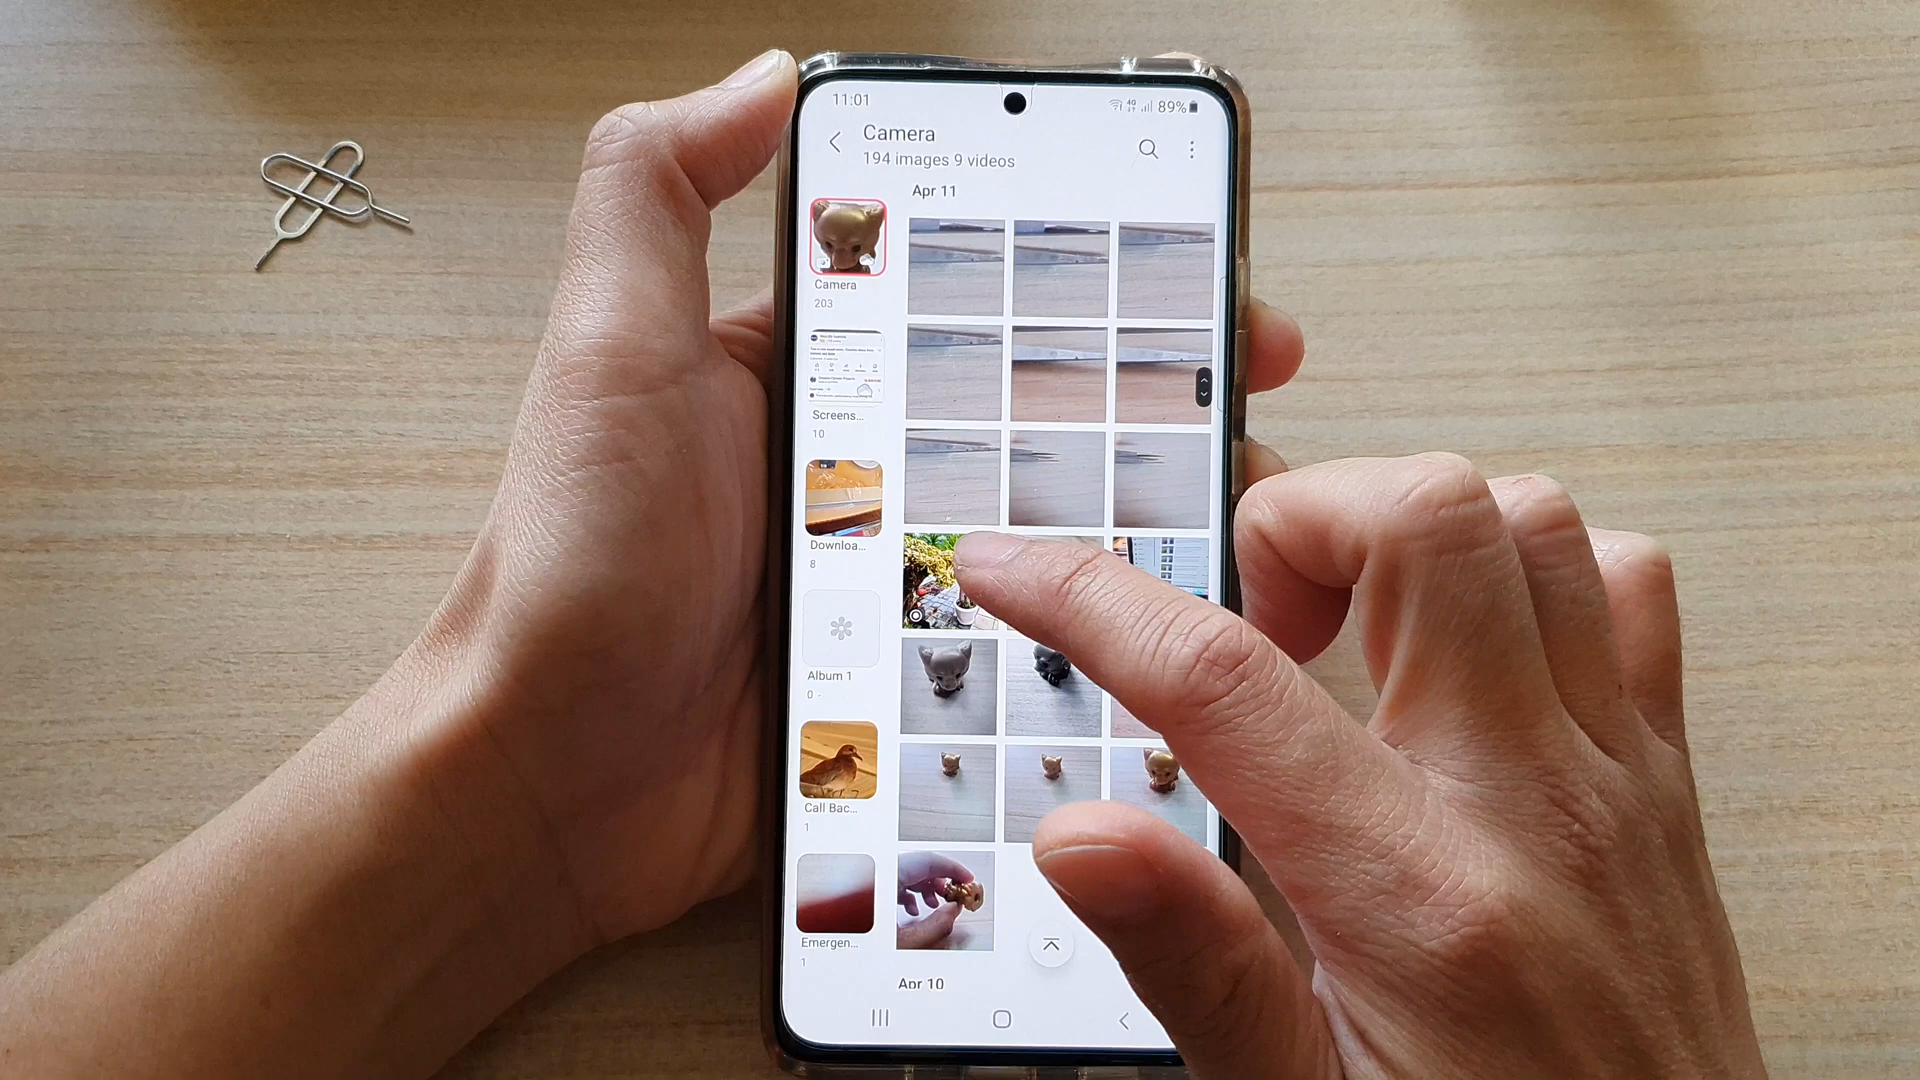 11:01
4G 89%
Camera
194 images 9 videos
Apr 11
Camera
203
Screens...
10
Downloa...
8
Album 1
0
Call Bac...
1
Emergen...
1
Apr 10